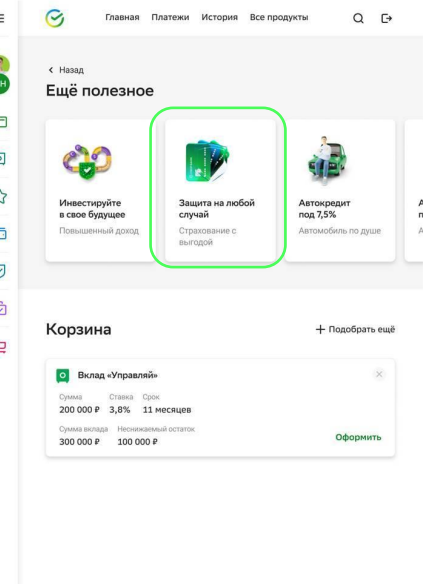 Главная Платежи История Все продукты
Назад
Ещё полезное
Инвестируйте
в свое будущее
Повышенный доход
Защита на любой
случай
Страхование с
выгодой
Автокредит
под 7,5%
Автомобиль по душе
Корзина
+ Подобрать ещё
Вклад «Управляй»
Сумма Ставка Срок
200 000 ₽ 3,8% 11 месяцев
Сумма вклада Неснижаемый остаток
300 000 ₽ 100 000 ₽
Оформить